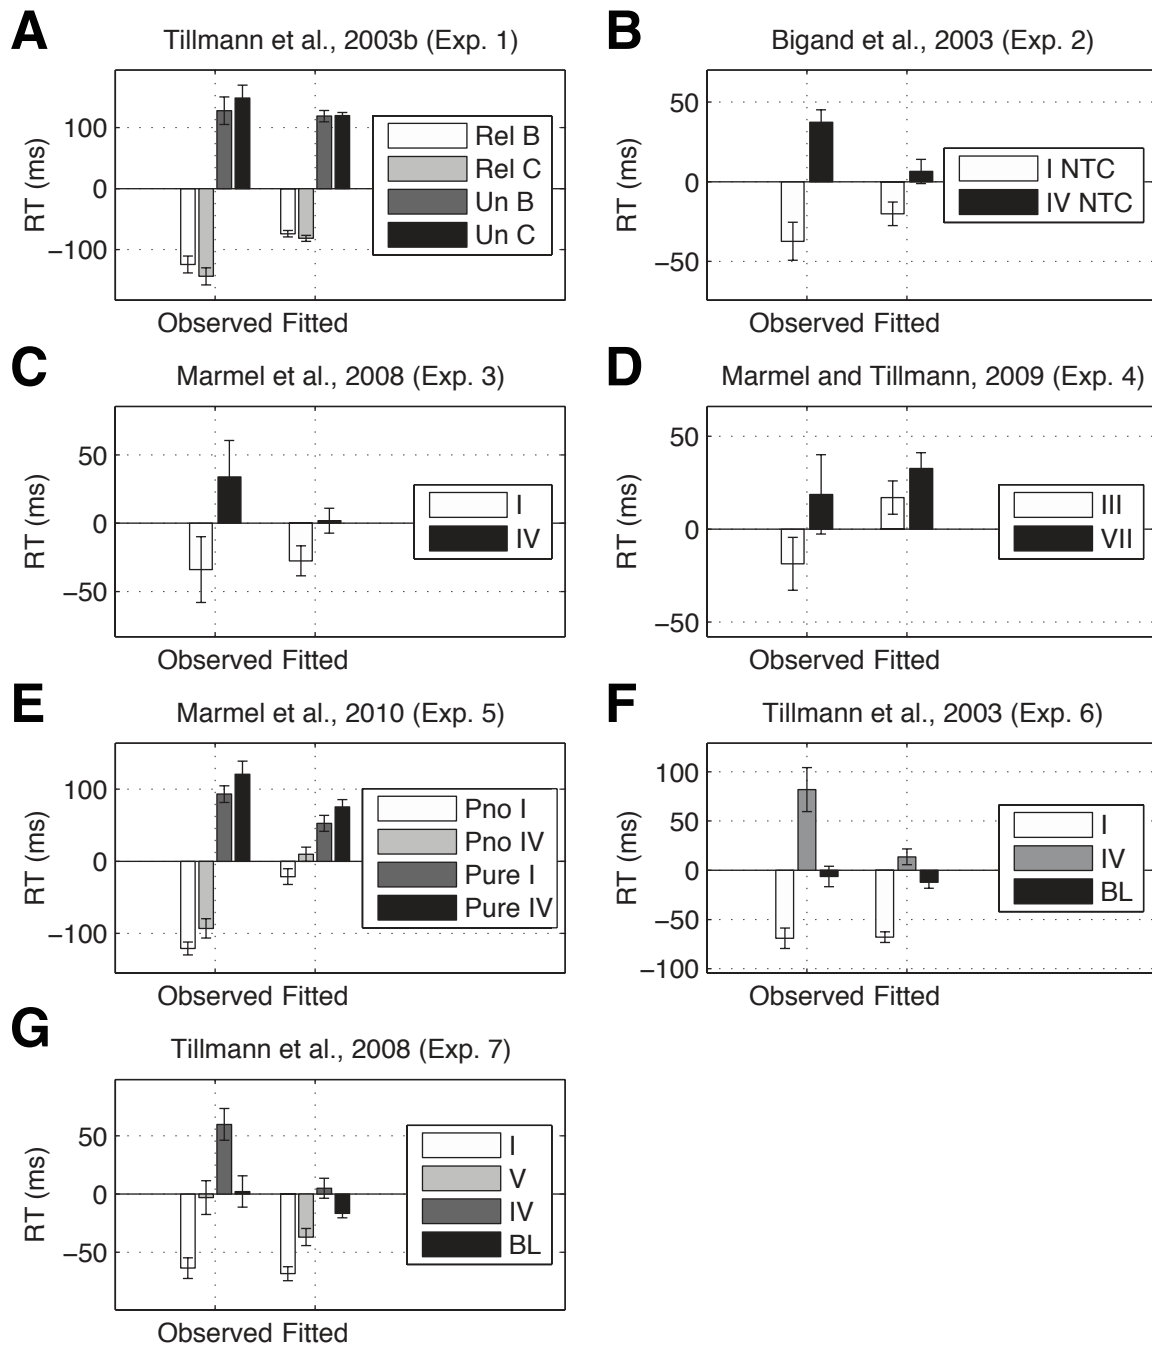 A
Tillmann et al., 2003b (Exp. 1)
RT (ms)
100
0
−100
Rel B
Rel C
Un B
Un C
Observed Fitted
B
Bigand et al., 2003 (Exp. 2)
RT (ms)
50
0
−50
I NTC
IV NTC
Observed Fitted
C
Marmel et al., 2008 (Exp. 3)
RT (ms)
50
0
−50
I
IV
Observed Fitted
D
Marmel and Tillmann, 2009 (Exp. 4)
RT (ms)
50
0
−50
III
VII
Observed Fitted
E
Marmel et al., 2010 (Exp. 5)
RT (ms)
100
0
−100
Pno I
Pno IV
Pure I
Pure IV
Observed Fitted
F
Tillmann et al., 2003 (Exp. 6)
RT (ms)
100
50
0
−50
−100
I
IV
BL
Observed Fitted
G
Tillmann et al., 2008 (Exp. 7)
RT (ms)
50
0
−50
I
V
IV
BL
Observed Fitted